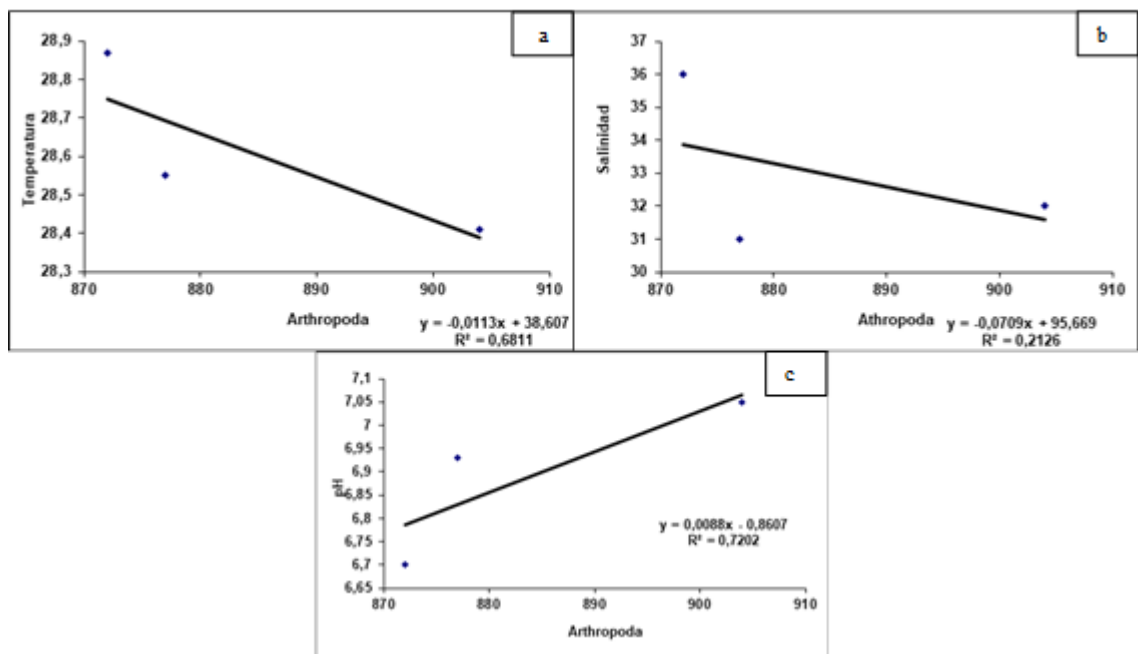 a
28,9
28,8
28,7
28,6
28,5
28,4
28,3
Temperatura
870 880 890 900 910
Arthropoda
y = -0,0113x + 38,607
R² = 0,6811
b
37
36
35
34
33
32
31
30
Salinidad
870 880 890 900 910
Athropoda
y = -0,0709x + 95,669
R² = 0,2126
c
7,1
7,05
7
6,95
6,9
6,85
6,8
6,75
6,7
6,65
pH
y = 0,0088x - 0,8607
R² = 0,7202
870 880 890 900 910
Arthropoda